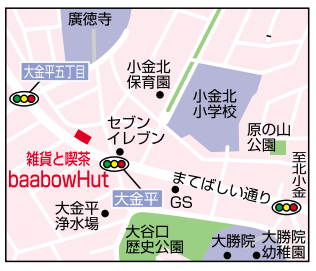 廣徳寺
大金平五丁目
小金北
保育園
小金北
小学校
セブン
イレブン
原の山
公園
雑貨と喫茶
baabowHut
至北小金
まてばしい通り
大金平
GS
大金平
浄水場
大谷口
歴史公園
大勝院
大勝院
幼稚園